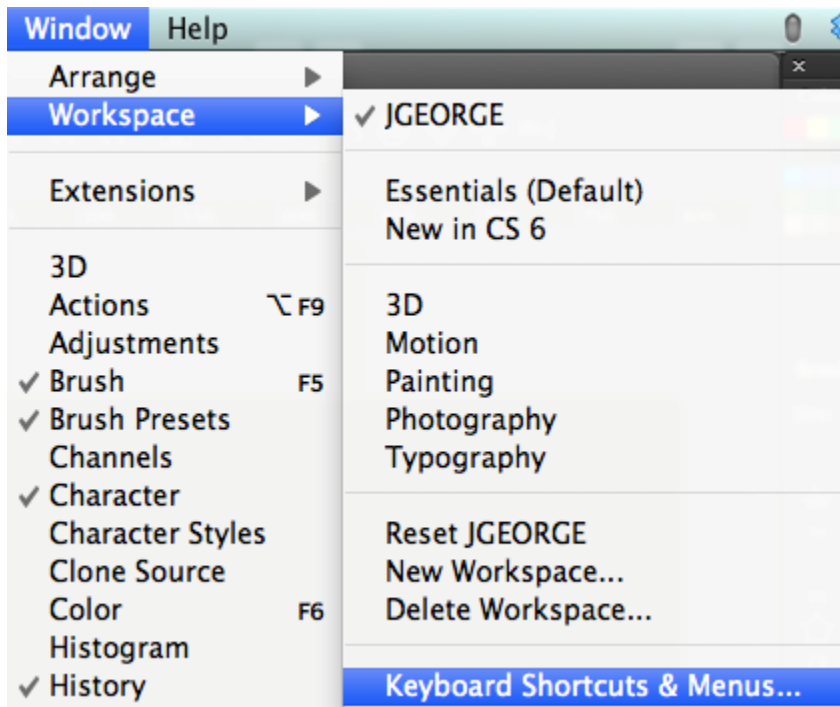 Window Help
Arrange
Workspace
Extensions
3D
Actions ⌥ F9
Adjustments
✓ Brush F5
✓ Brush Presets
Channels
✓ Character
Character Styles
Clone Source
Color F6
Histogram
✓ History
✓ JGEORGE
Essentials (Default)
New in CS 6
3D
Motion
Painting
Photography
Typography
Reset JGEORGE
New Workspace...
Delete Workspace...
Keyboard Shortcuts & Menus...